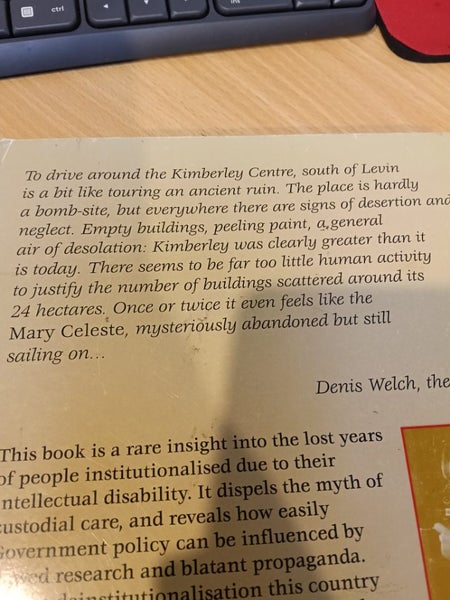 ctrl
To drive around the Kimberley Centre, south of Levin
is a bit like touring an ancient ruin. The place is hardly
a bomb-site, but everywhere there are signs of desertion and
neglect. Empty buildings, peeling paint, a general
air of desolation: Kimberley was clearly greater than it
is today. There seems to be far too little human activity
to justify the number of buildings scattered around its
24 hectares. Once or twice it even feels like the
Mary Celeste, mysteriously abandoned but still
sailing on...
Denis Welch, the
This book is a rare insight into the lost years
of people institutionalised due to their
intellectual disability. It dispels the myth of
custodial care, and reveals how easily
Government policy can be influenced by
research and blatant propaganda.
deinstitutionalisation this country